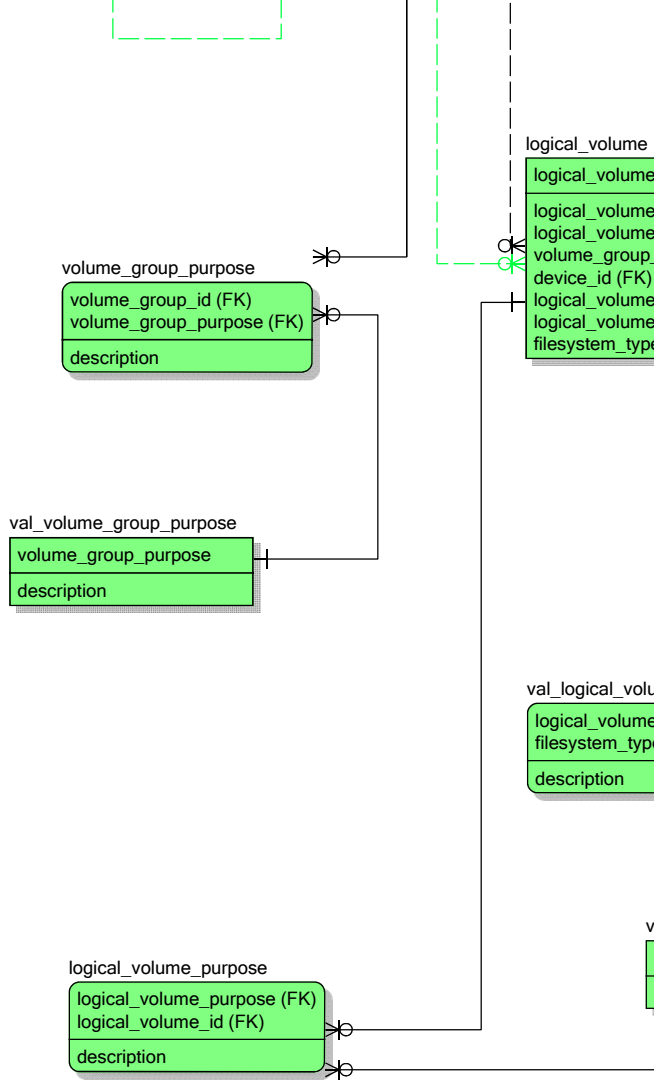 logical_volume
logical_volume
logical_volume
logical_volume
volume_group_
device_id (FK)
logical_volume
logical_volume
filesystem_type
volume_group_purpose
volume_group_id (FK)
volume_group_purpose (FK)
description
val_volume_group_purpose
volume_group_purpose
description
val_logical_volu
logical_volume
filesystem_type
description
v
logical_volume_purpose
logical_volume_purpose (FK)
logical_volume_id (FK)
description